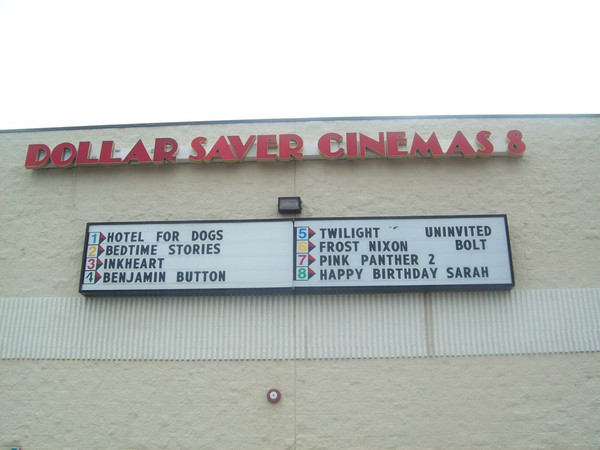 DOLLAR SAVER CINEMAS 8
1 HOTEL FOR DOGS
2 BEDTIME STORIES
3 INKHEART
4 BENJAMIN BUTTON
5 TWILIGHT UNINVITED
6 FROST NIXON BOLT
7 PINK PANTHER 2
8 HAPPY BIRTHDAY SARAH